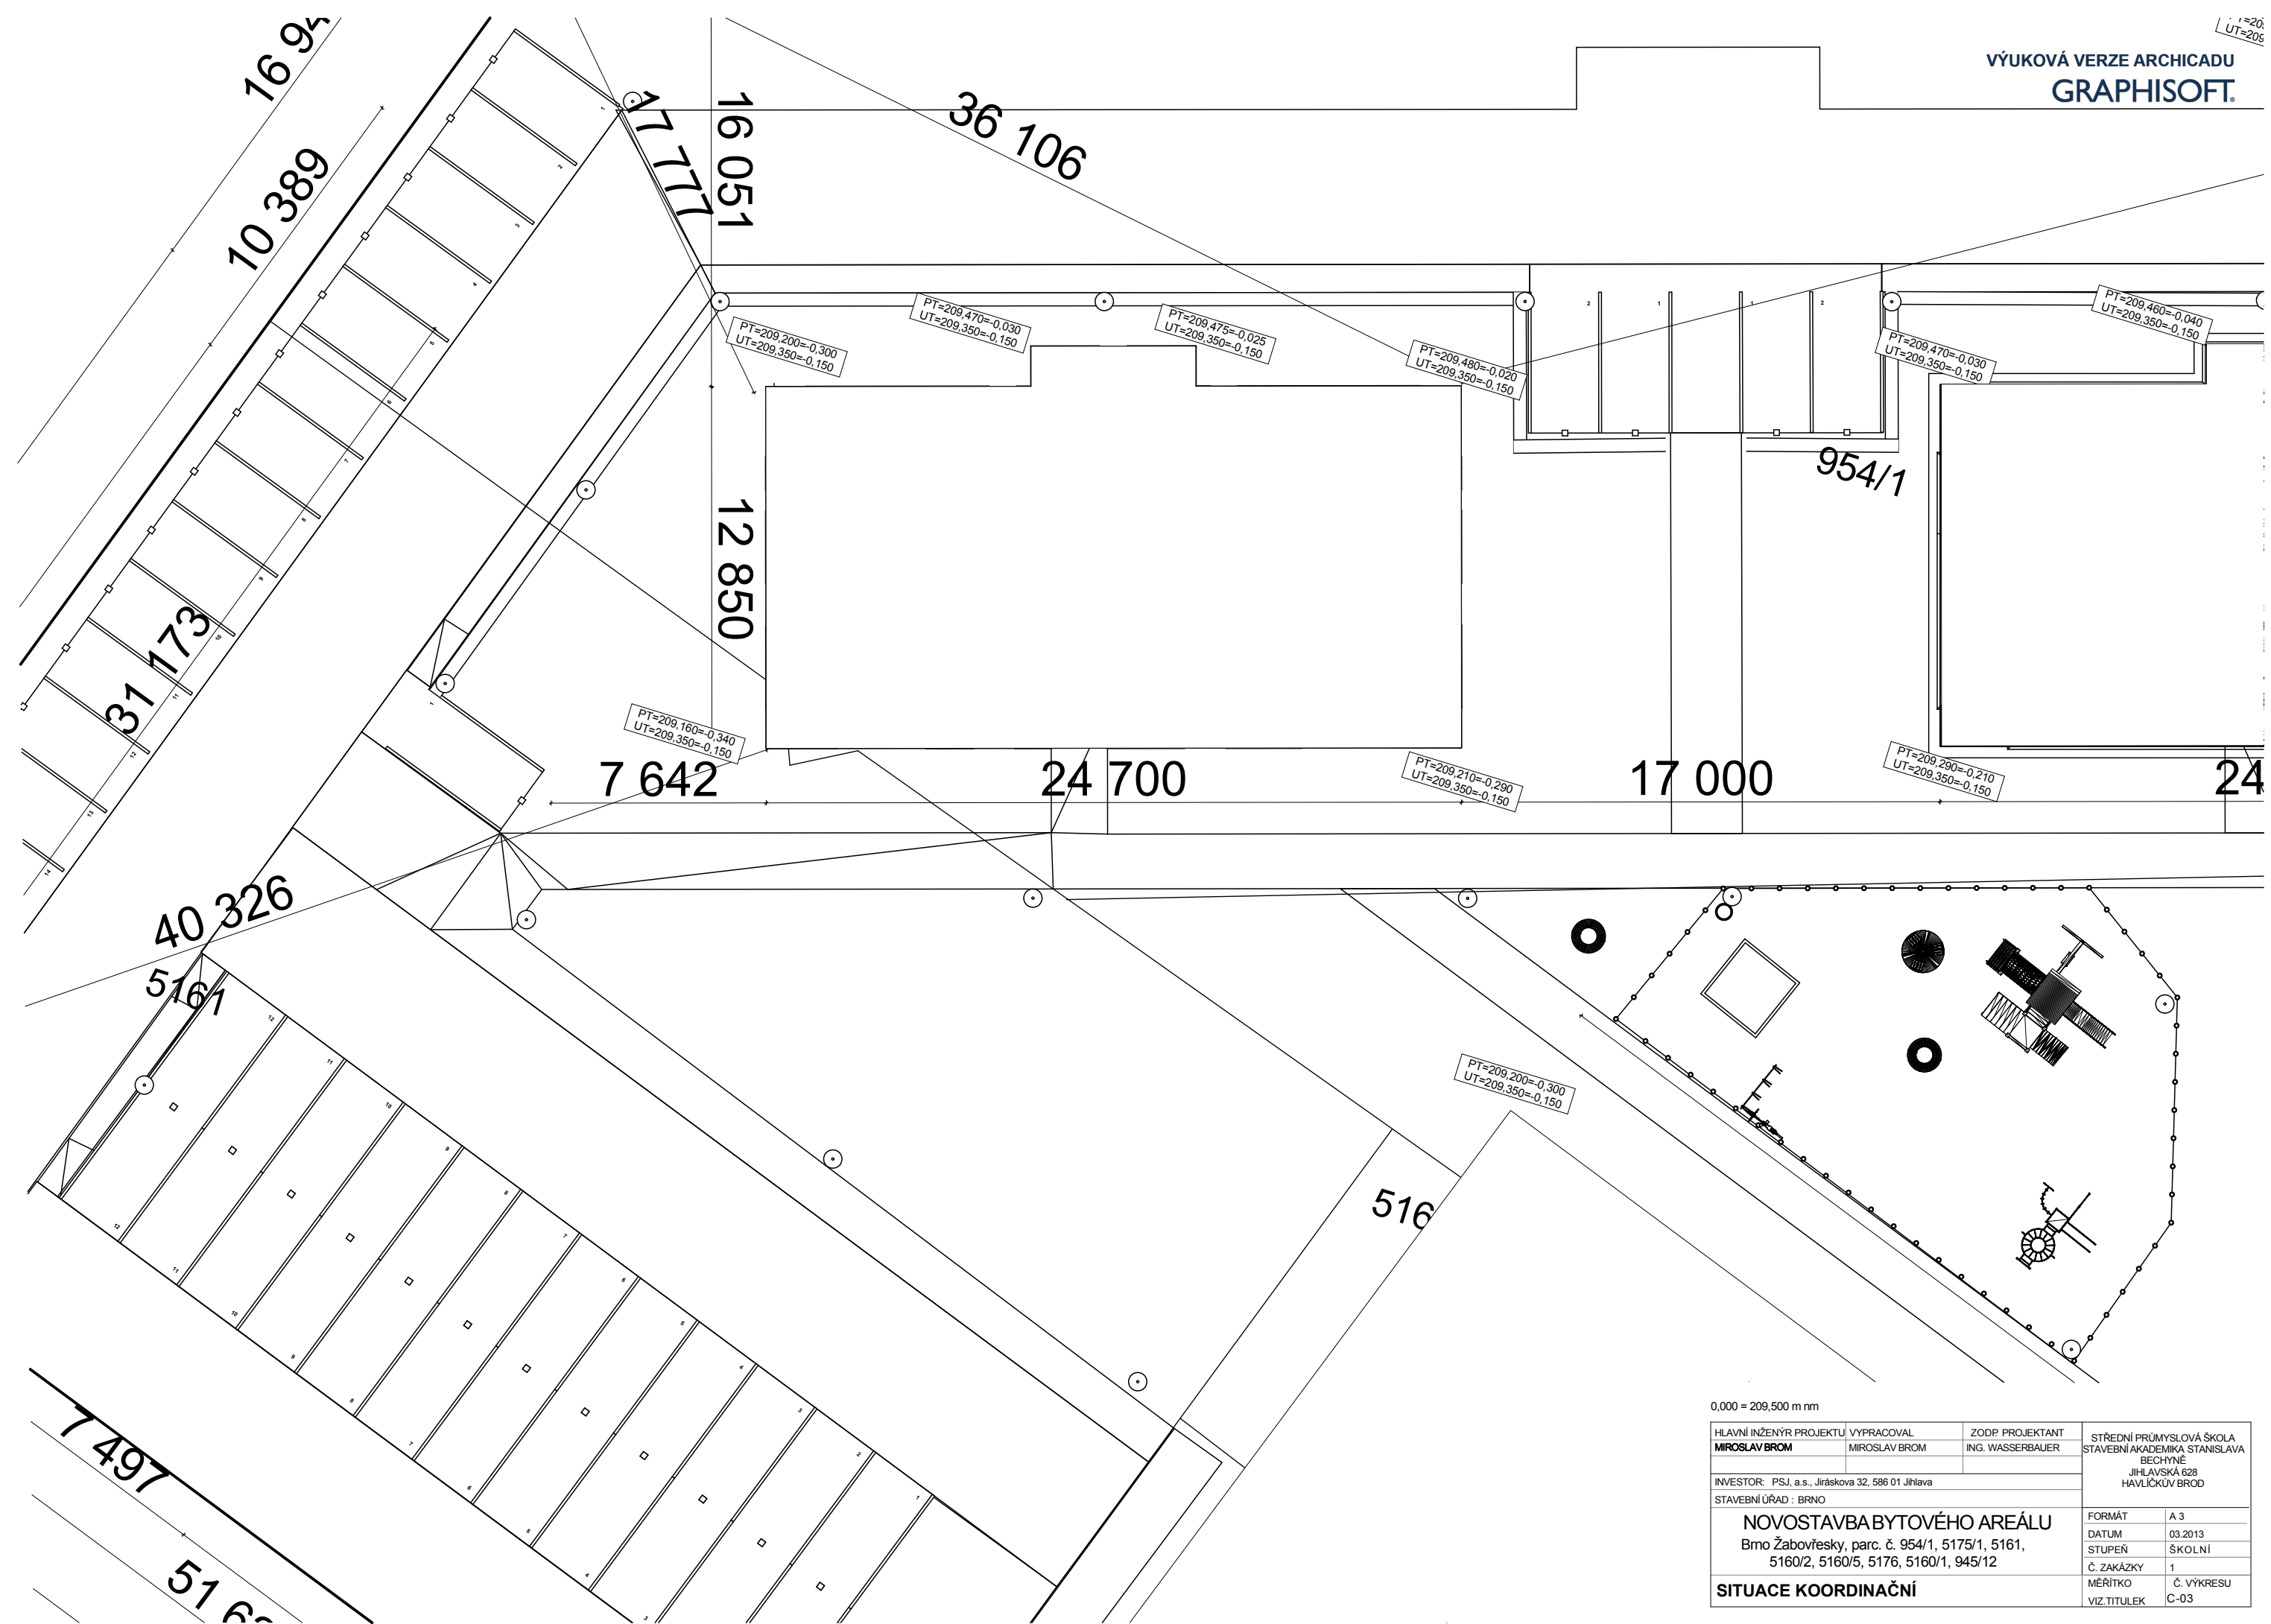 VÝUKOVÁ VERZE ARCHICADU
GRAPHISOFT.
10 389
17 777
16 051
36 106
PT=209,200=-0,300
UT=209,350=-0,150
PT=209,470=-0,030
UT=209,350=-0,150
PT=209,475=-0,025
UT=209,350=-0,150
PT=209,480=-0,020
UT=209,350=-0,150
2 1 1 2
PT=209,470=-0,030
UT=209,350=-0,150
PT=209,460=-0,040
UT=209,350=-0,150
954/1
12 850
31 173
PT=209,160=-0,340
UT=209,350=-0,150
7 642
24 700
PT=209,210=-0,290
UT=209,350=-0,150
17 000
PT=209,290=-0,210
UT=209,350=-0,150
24
40 326
5161
PT=209,200=-0,300
UT=209,350=-0,150
516
7 497
0,000 = 209,500 m nm
HLAVNÍ INŽENÝR PROJEKTU VYPRACOVAL ZODP. PROJEKTANT
MIROSLAV BROM MIROSLAV BROM ING. WASSERBAUER
INVESTOR: PSJ, a.s., Jiráskova 32, 586 01 Jihlava
STAVEBNÍ ÚŘAD : BRNO
NOVOSTAVBA BYTOVÉHO AREÁLU
Brno Žabovřesky, parc. č. 954/1, 5175/1, 5161,
5160/2, 5160/5, 5176, 5160/1, 945/12
SITUACE KOORDINAČNÍ
STŘEDNÍ PRŮMYSLOVÁ ŠKOLA
STAVEBNÍ AKADEMIKA STANISLAVA
BECHYNĚ
JIHLAVSKÁ 628
HAVLÍČKŮV BROD
FORMÁT A 3
DATUM 03.2013
STUPEŇ ŠKOLNÍ
Č. ZAKÁZKY 1
MĚŘÍTKO Č. VÝKRESU
VIZ.TITULEK C-03